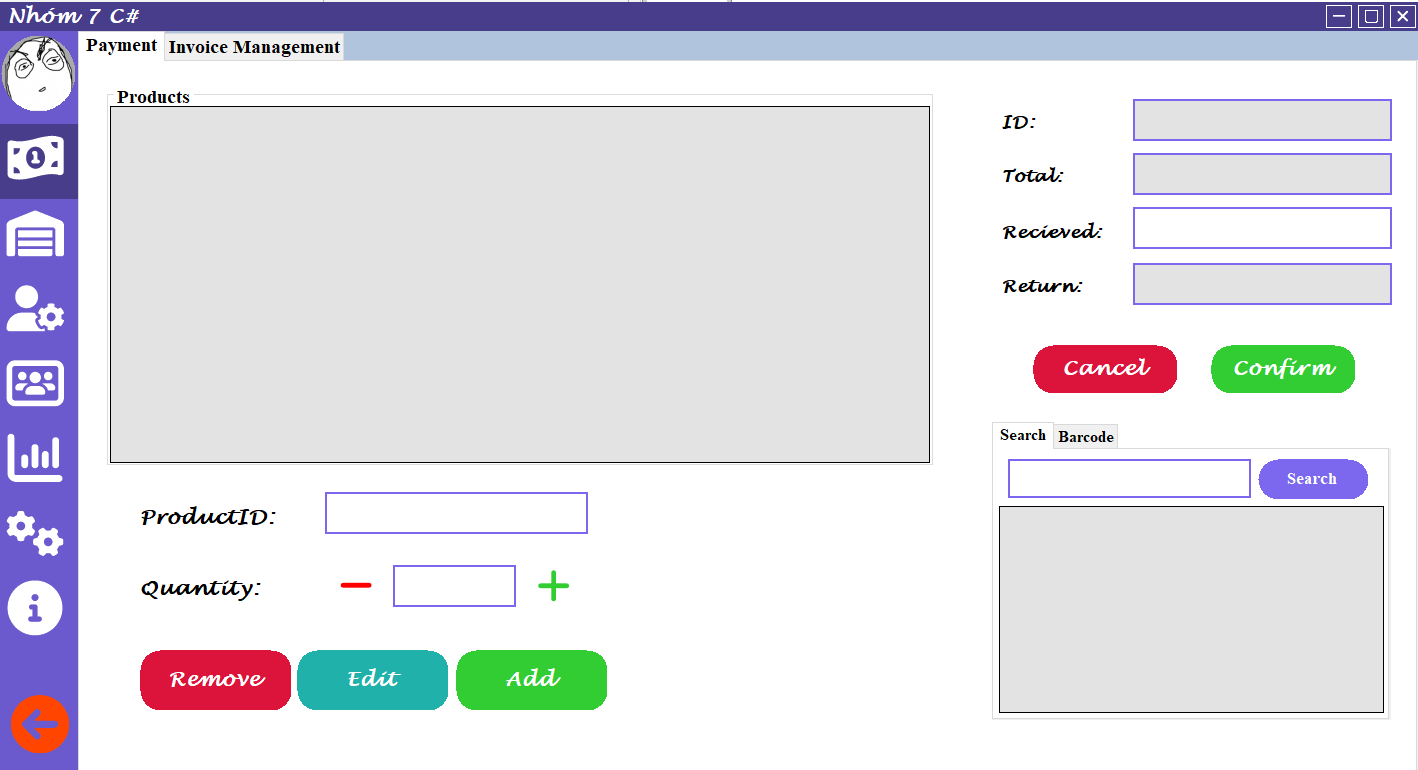 Nhóm 7 C#
Payment
Invoice Management
Products
ID:
Total:
Recieved:
Return:
Cancel
Confirm
Search
Barcode
Search
ProductID:
Quantity:
Remove
Edit
Add